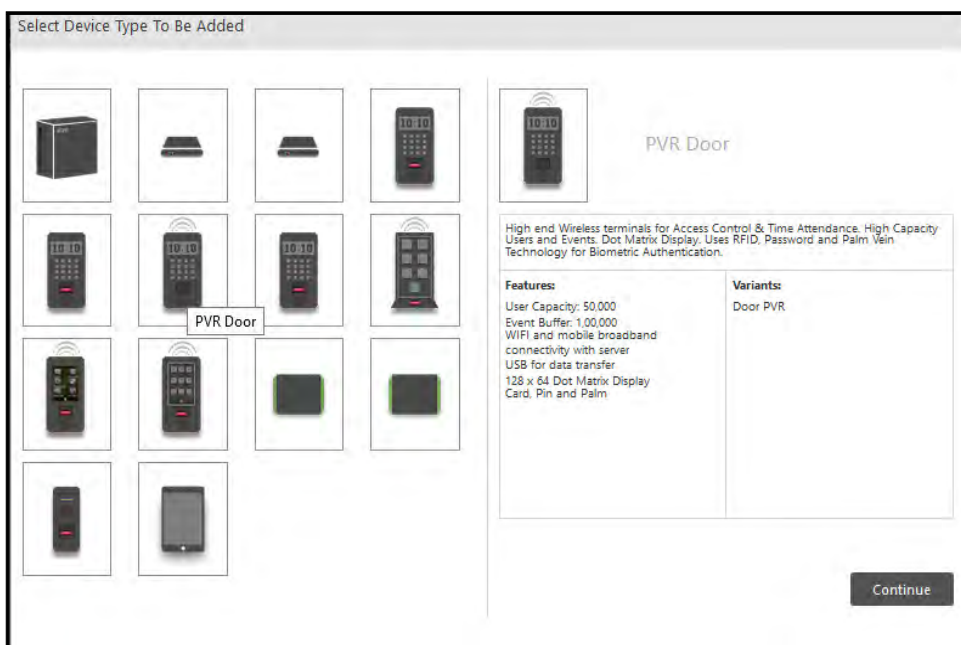 Select Device Type To Be Added
10:10
10:10
PVR Door
High end Wireless terminals for Access Control & Time Attendance. High Capacity
Users and Events. Dot Matrix Display. Uses RFID, Password and Palm Vein
Technology for Biometric Authentication.
10:10
10:10
10:10
PVR Door
Features:
User Capacity: 50,000
Event Buffer: 1,00,000
WIFI and mobile broadband
connectivity with server
USB for data transfer
128 x 64 Dot Matrix Display
Card, Pin and Palm
Variants:
Door PVR
Continue